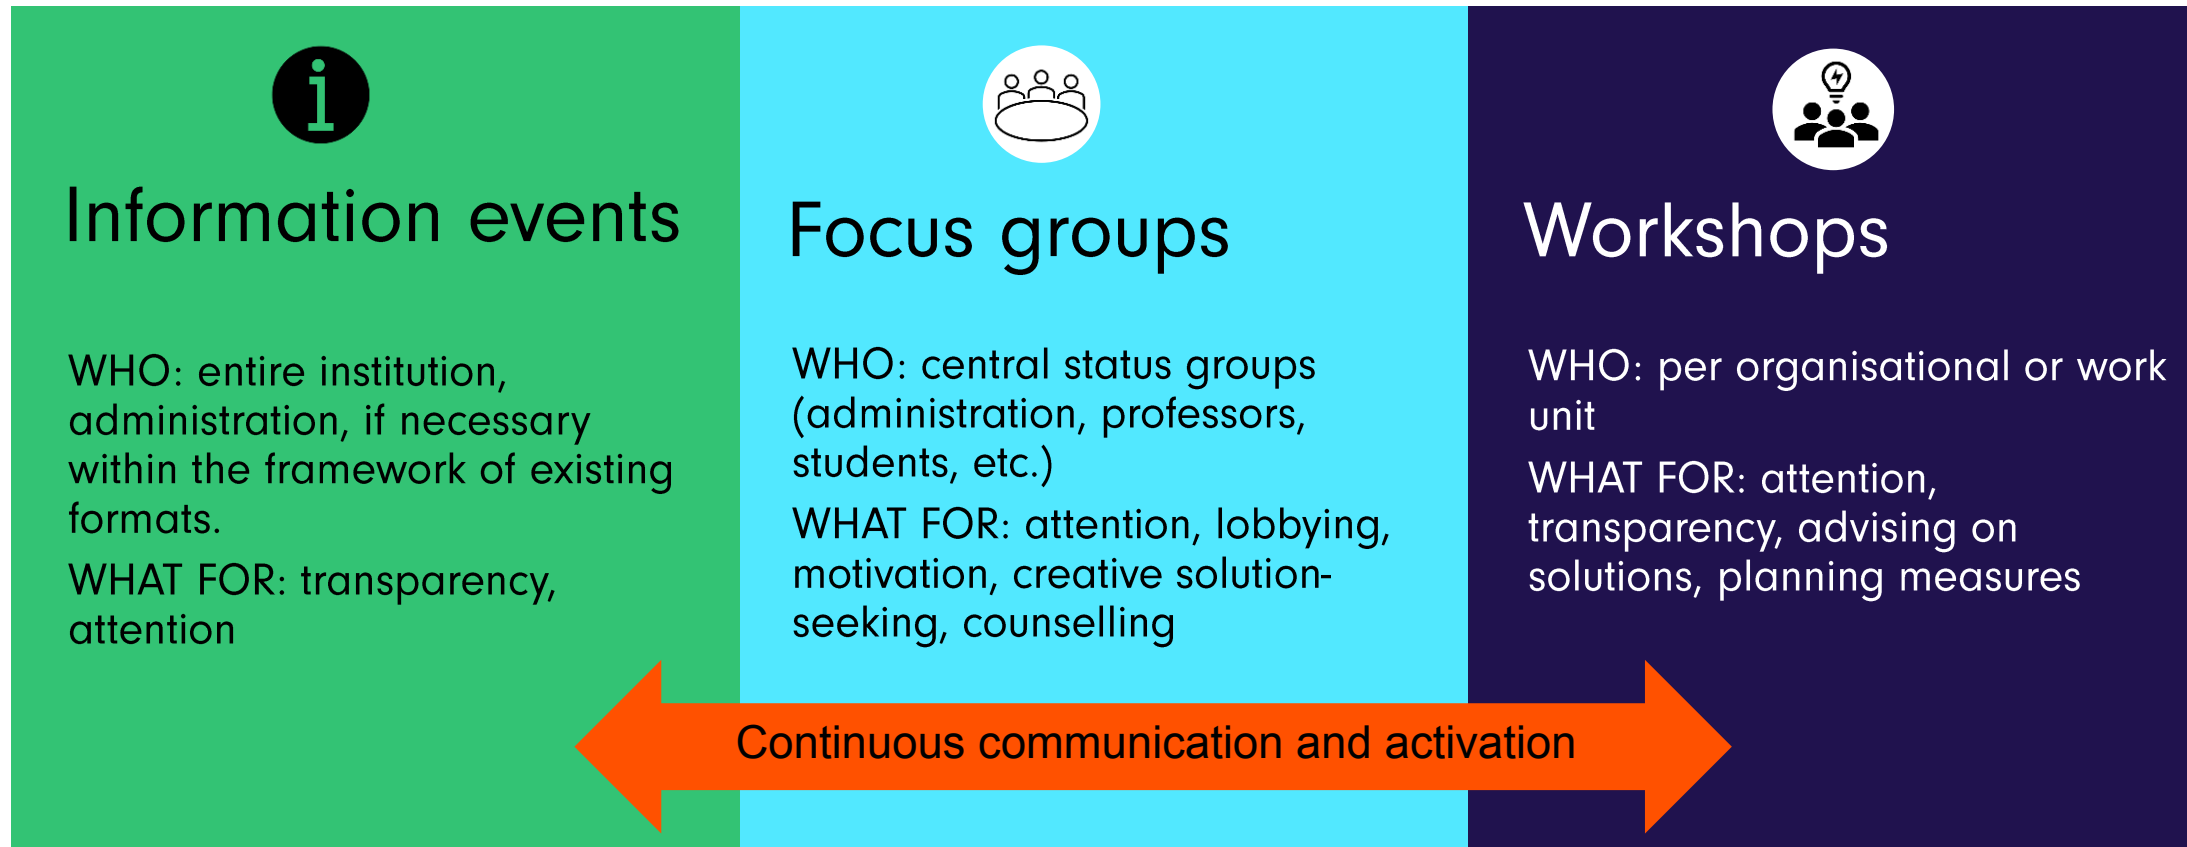 Information events
WHO: entire institution,
administration, if necessary
within the framework of existing
formats.
WHAT FOR: transparency,
attention
Focus groups
WHO: central status groups
(administration, professors,
students, etc.)
WHAT FOR: attention, lobbying,
motivation, creative solution-
seeking, counselling
Workshops
WHO: per organisational or work
unit
WHAT FOR: attention,
transparency, advising on
solutions, planning measures
Continuous communication and activation